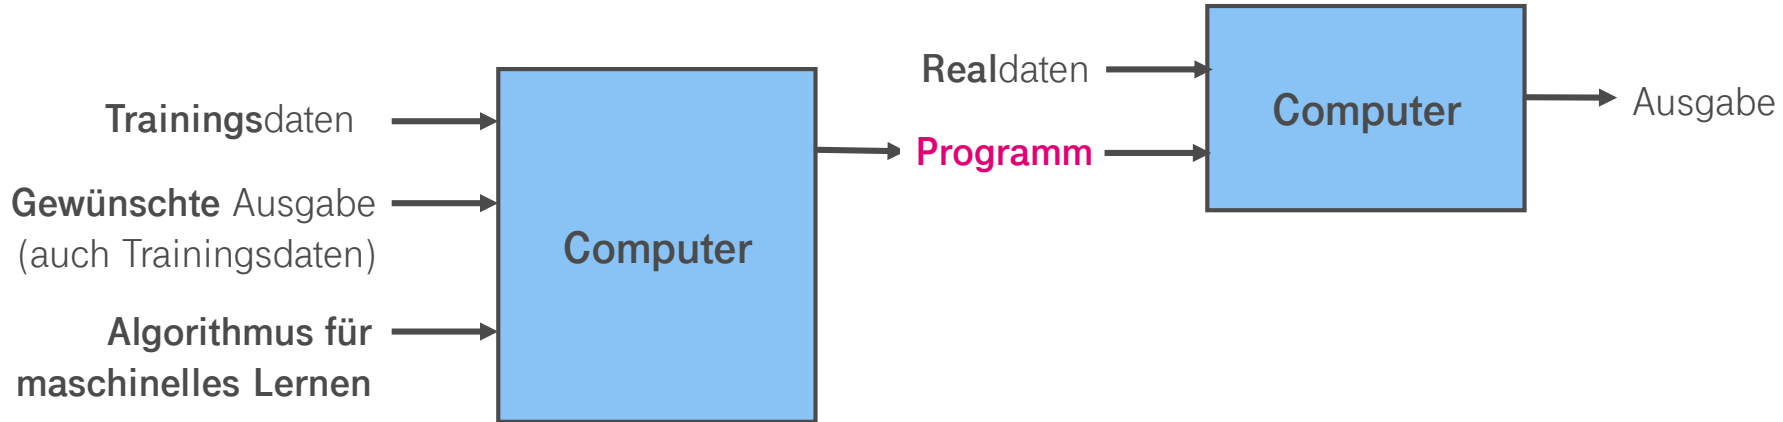 Trainingsdaten
Gewünschte Ausgabe
(auch Trainingsdaten)
Algorithmus für
maschinelles Lernen
Computer
Realdaten
Programm
Computer
Ausgabe